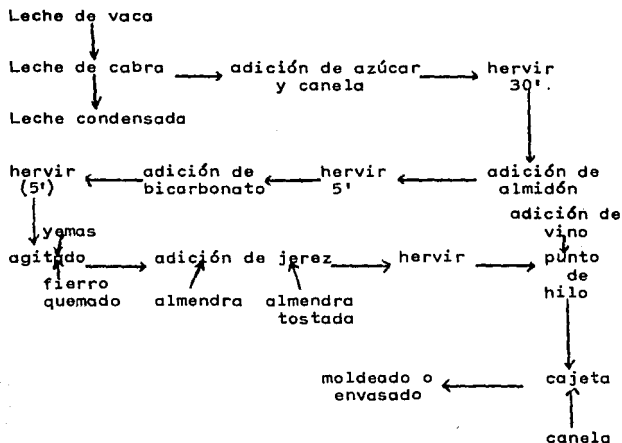 Leche de vaca
Leche de cabra
adición de azúcar
y canela
hervir
30'.
Leche condensada
hervir
(5')
adición de
bicarbonato
hervir
5'
adición de
almidón
adición de
vino
yemas
agitado
adición de jerez
hervir
punto
de
hilo
fierro
quemado
almendra
almendra
tostada
moldeado o
envasado
cajeta
canela